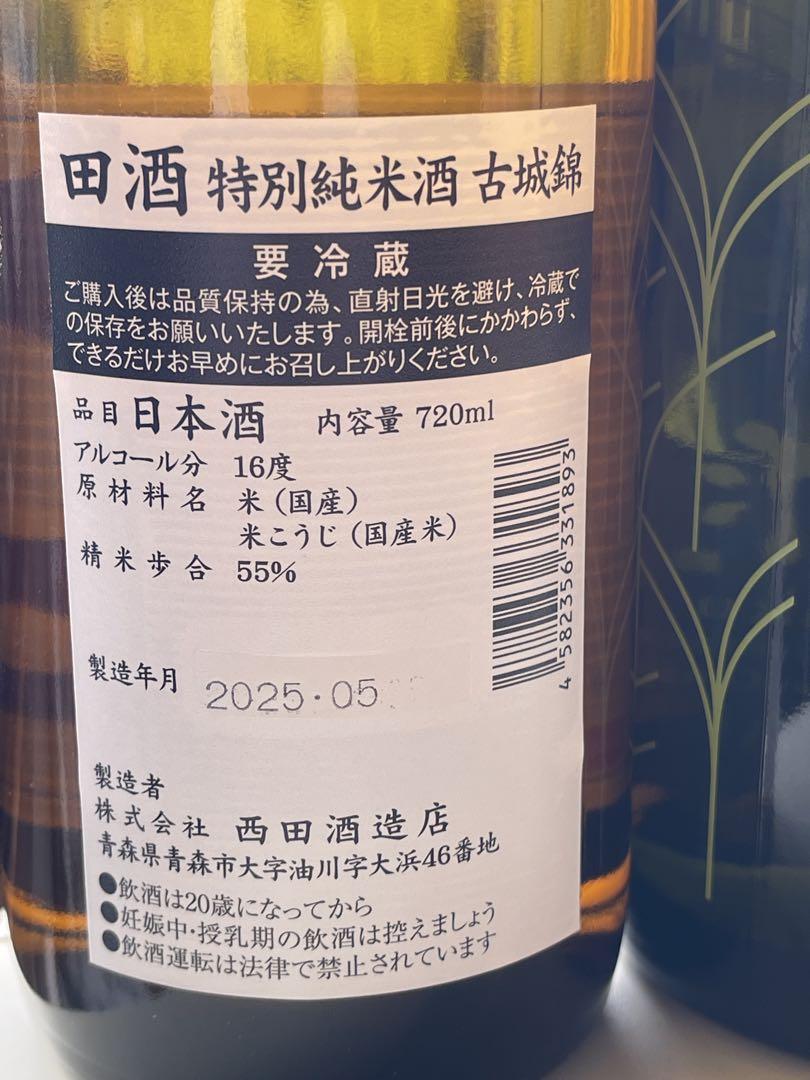 田酒 特別純米酒 古城錦
要冷蔵
ご購入後は品質保持の為、直射日光を避け、冷蔵で
の保存をお願いいたします。開栓前後にかかわらず、
できるだけお早めにお召し上がりください。
品目 日本酒 内容量 720ml
アルコール分 16度
原材料名 米(国産)
米こうじ(国産米)
精米歩合 55%
4 582356 331893
製造年月 2025.05
製造者
株式会社 西田酒造店
青森県青森市大字油川字大浜46番地
●飲酒は20歳になってから
●妊娠中・授乳期の飲酒は控えましょう
●飲酒運転は法律で禁止されています